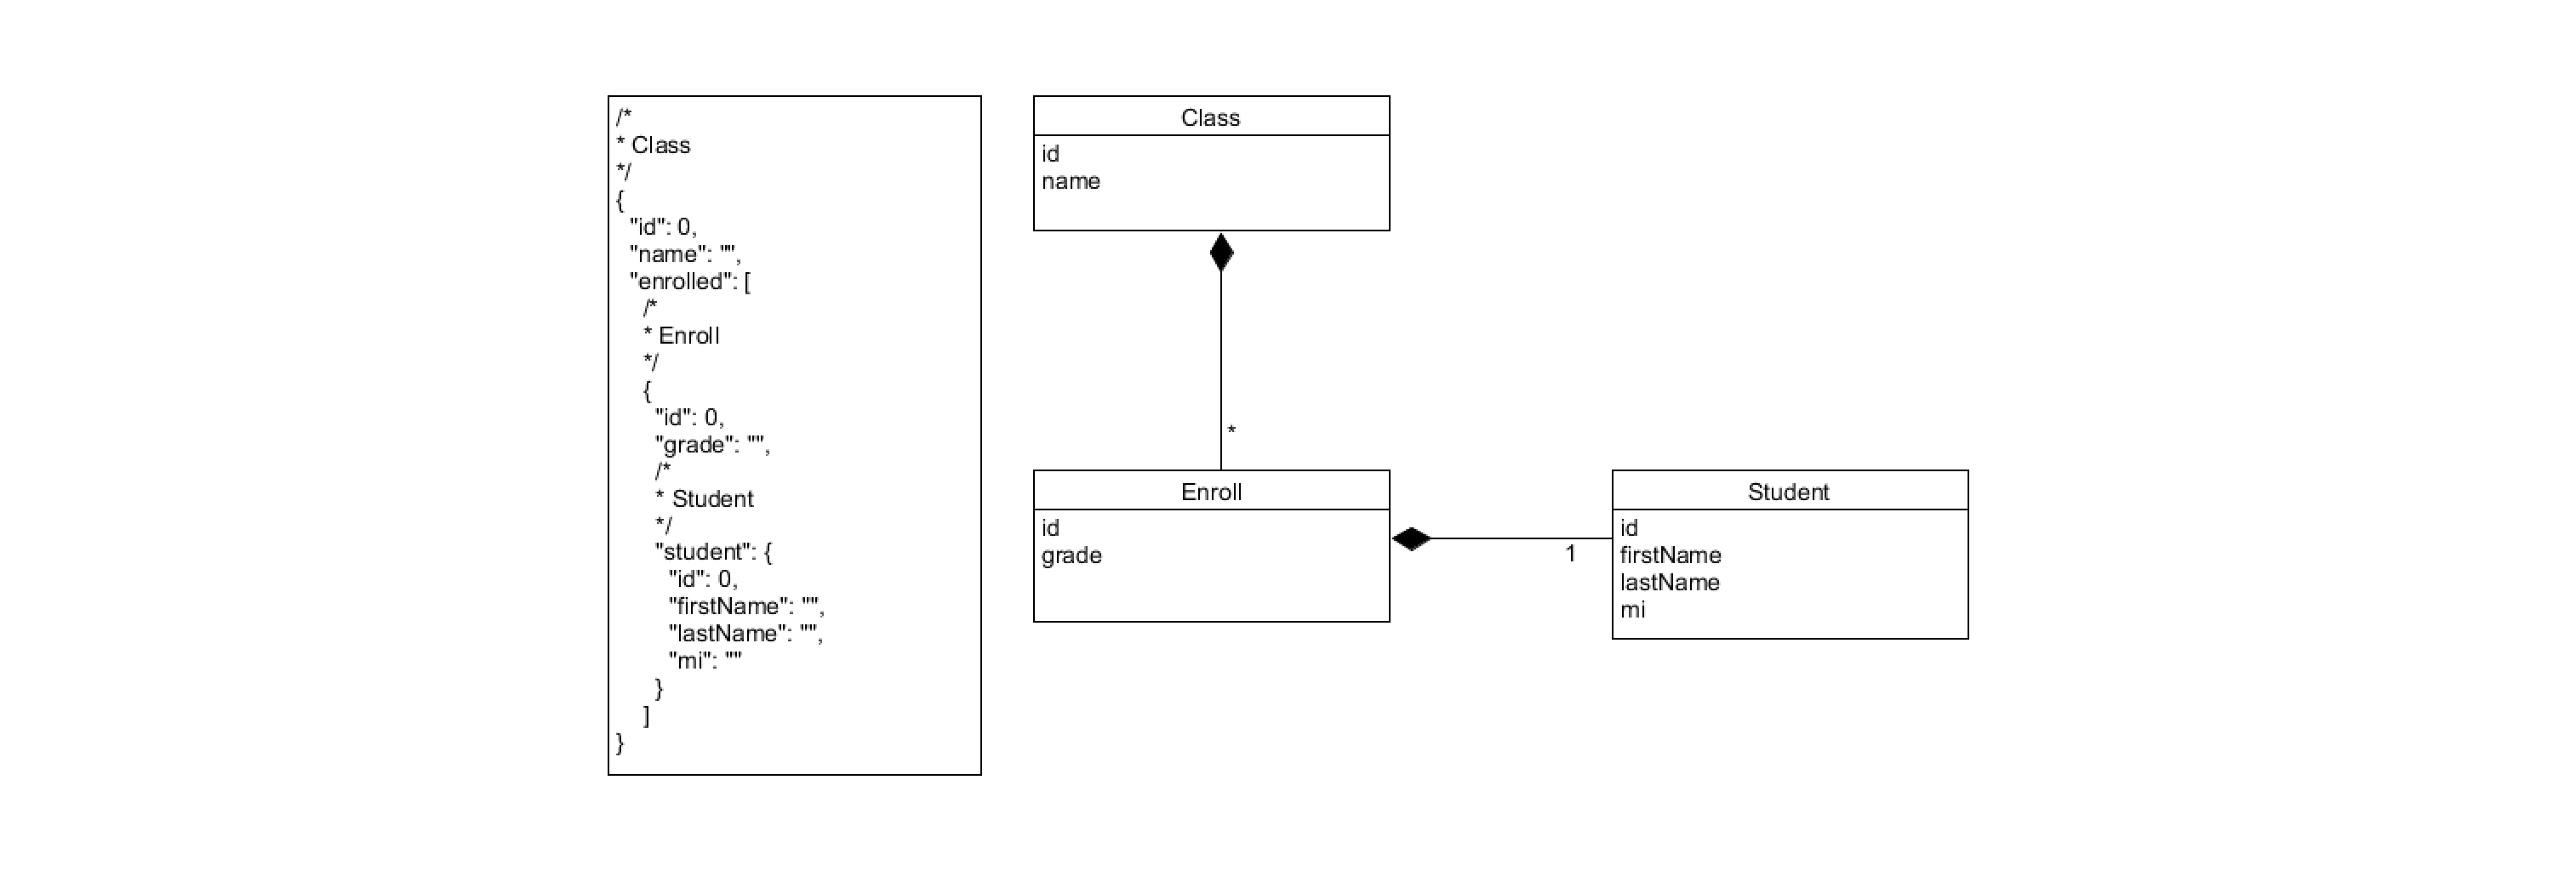 /*
* Class
*/
{
"id": 0,
"name": "",
"enrolled": [
/*
* Enroll
*/
{
"id": 0,
"grade": "",
/*
* Student
*/
"student": {
"id": 0,
"firstName": "",
"lastName": "",
"mi": ""
}
]
}
Class
id
name
*
Enroll
id
grade
1
Student
id
firstName
lastName
mi